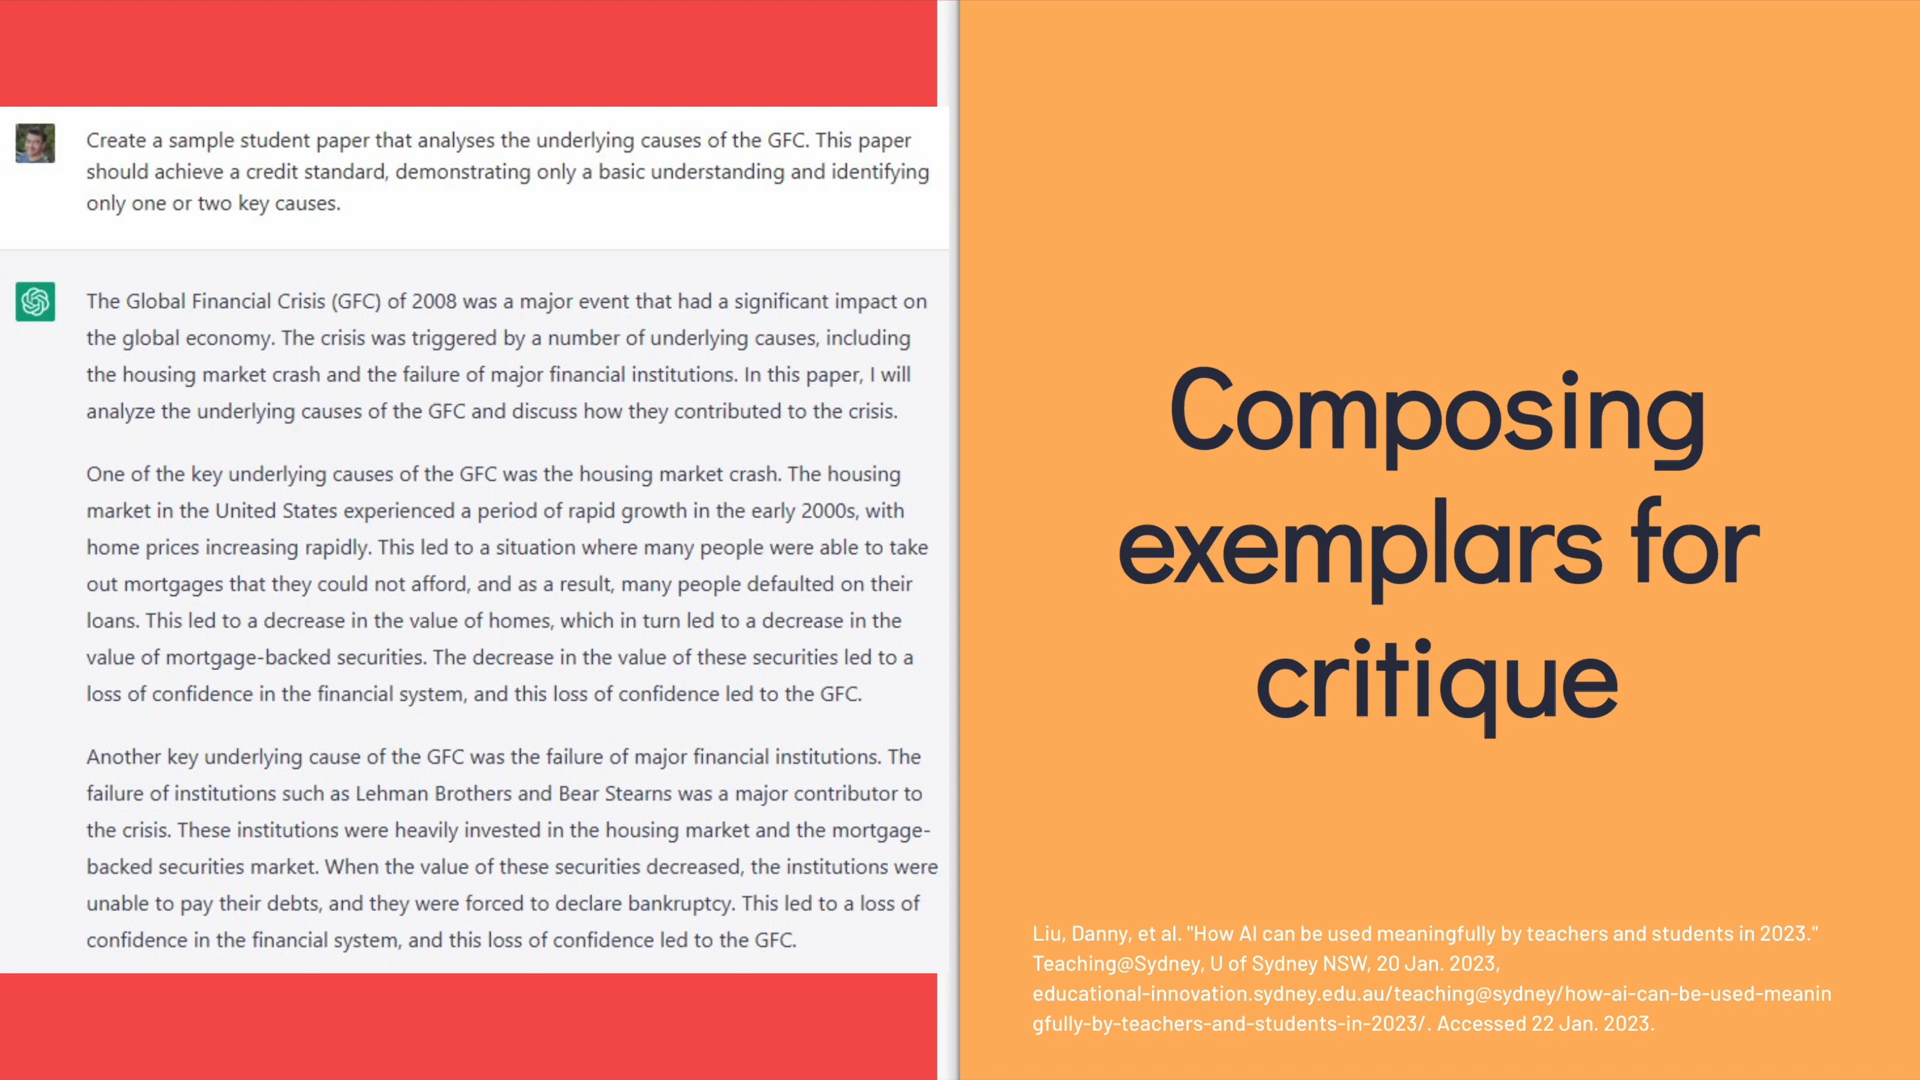 Create a sample student paper that analyses the underlying causes of the GFC. This paper
should achieve a credit standard, demonstrating only a basic understanding and identifying
only one or two key causes.
The Global Financial Crisis (GFC) of 2008 was a major event that had a significant impact on
the global economy. The crisis was triggered by a number of underlying causes, including
the housing market crash and the failure of major financial institutions. In this paper, I will
analyze the underlying causes of the GFC and discuss how they contributed to the crisis.
One of the key underlying causes of the GFC was the housing market crash. The housing
market in the United States experienced a period of rapid growth in the early 2000s, with
home prices increasing rapidly. This led to a situation where many people were able to take
out mortgages that they could not afford, and as a result, many people defaulted on their
loans. This led to a decrease in the value of homes, which in turn led to a decrease in the
value of mortgage-backed securities. The decrease in the value of these securities led to a
loss of confidence in the financial system, and this loss of confidence led to the GFC.
Another key underlying cause of the GFC was the failure of major financial institutions. The
failure of institutions such as Lehman Brothers and Bear Stearns was a major contributor to
the crisis. These institutions were heavily invested in the housing market and the mortgage-
backed securities market. When the value of these securities decreased, the institutions were
unable to pay their debts, and they were forced to declare bankruptcy. This led to a loss of
confidence in the financial system, and this loss of confidence led to the GFC.
Composing
exemplars for
critique
Liu, Danny, et al. "How AI can be used meaningfully by teachers and students in 2023."
Teaching@Sydney, U of Sydney NSW, 20 Jan. 2023,
educational-innovation.sydney.edu.au/teaching@sydney/how-ai-can-be-used-meanin
gfully-by-teachers-and-students-in-2023/. Accessed 22 Jan. 2023.